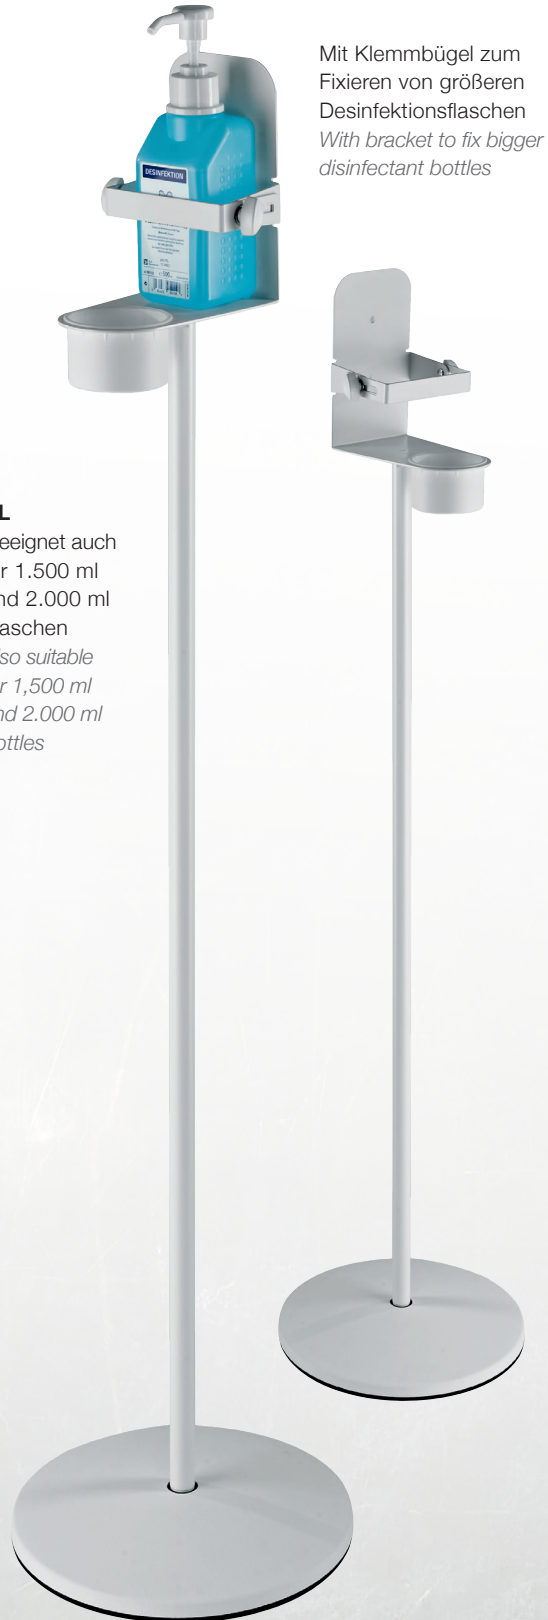 Mit Klemmbügel zum
Fixieren von größeren
Desinfektionsflaschen
With bracket to fix bigger
disinfectant bottles
DESINFEKTION
L
eeignet auch
r 1.500 ml
nd 2.000 ml
aschen
lso suitable
r 1,500 ml
nd 2.000 ml
ottles